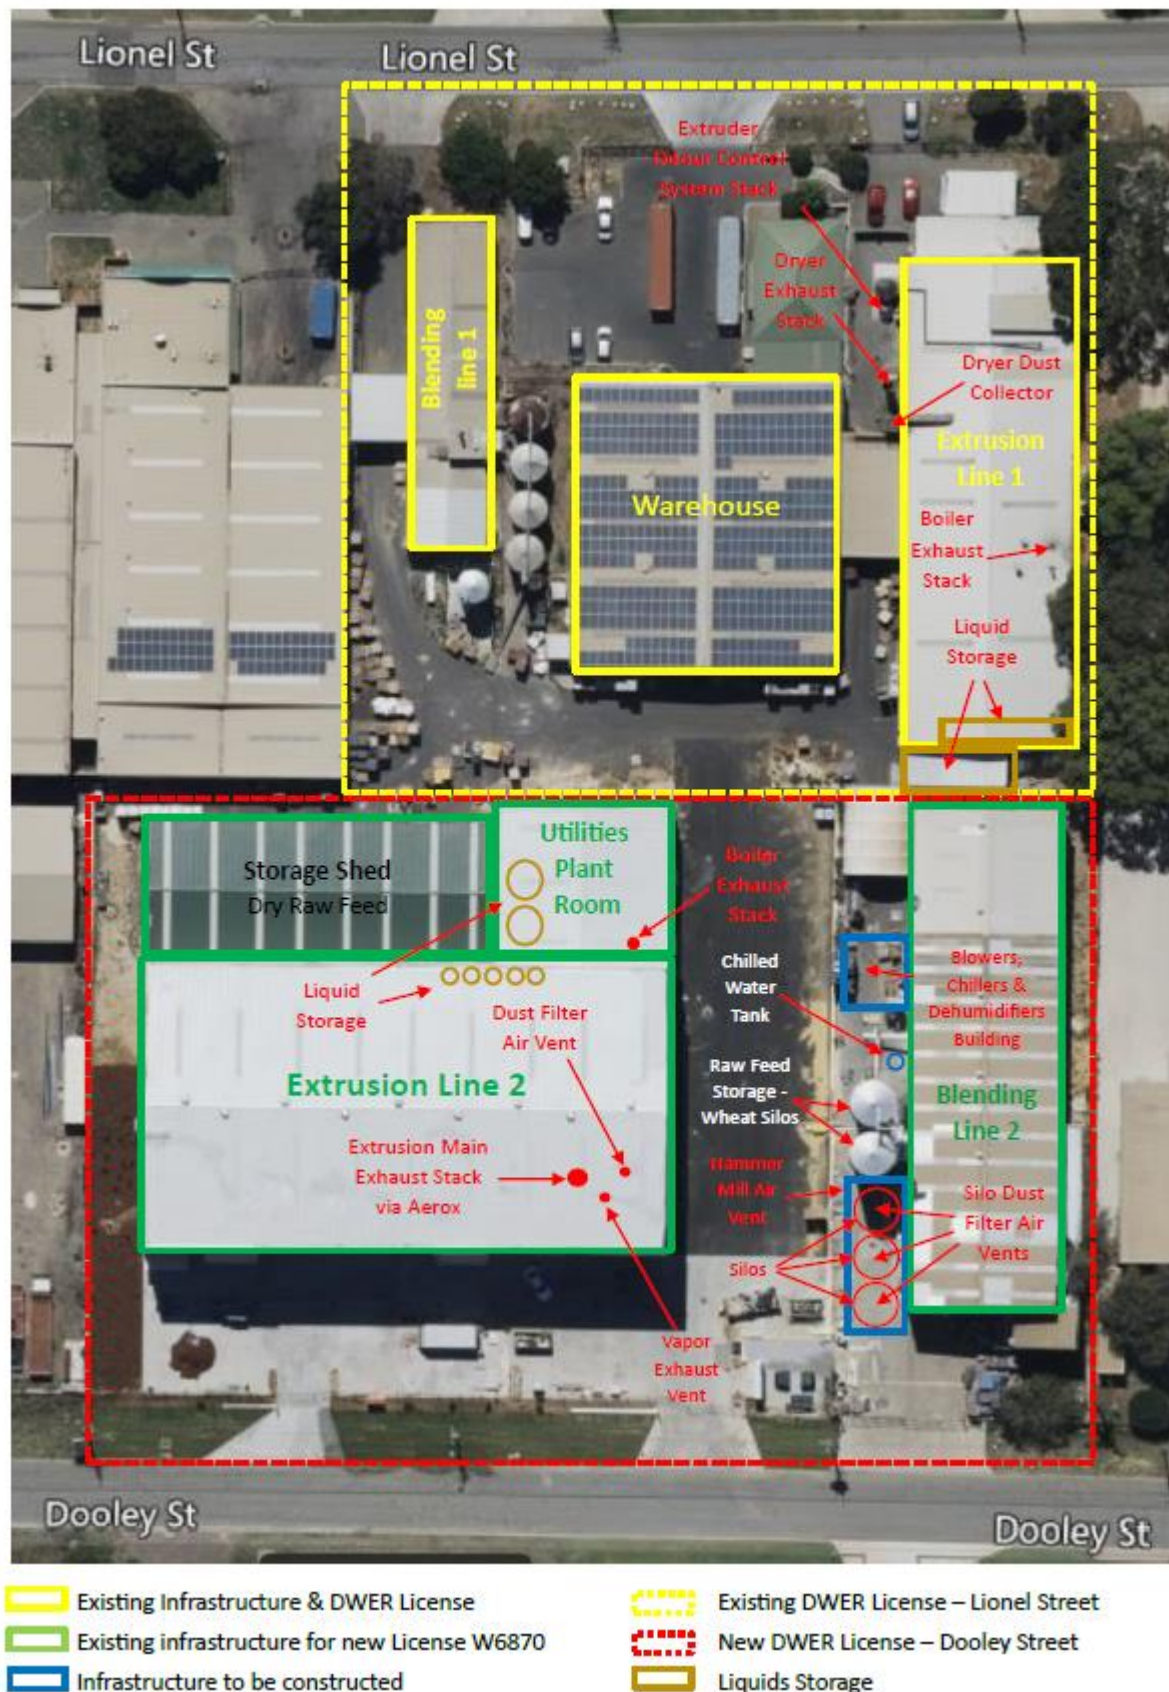 Lionel St
Lionel St
Extruder
Odour Control
System Stack
Dryer
Exhaust
Stack
Blending
line 1
Dryer Dust
Collector
Extrusion
Line 1
Warehouse
Boiler
Exhaust
Stack
Liquid
Storage
Storage Shed
Dry Raw Feed
Utilities
Plant
Room
Boiler
Exhaust
Stack
Chilled
Water
Tank
Blowers,
Chillers &
Dehumidifiers
Building
Liquid
Storage
Dust Filter
Air Vent
Raw Feed
Storage -
Wheat Silos
Extrusion Line 2
Blending
Line 2
Extrusion Main
Exhaust Stack
via Aerox
Hammer
Mill Air
Vent
Silo Dust
Filter Air
Vents
Silos
Vapor
Exhaust
Vent
Dooley St
Dooley St
Existing Infrastructure & DWER License
Existing DWER License – Lionel Street
Existing infrastructure for new License W6870
New DWER License – Dooley Street
Infrastructure to be constructed
Liquids Storage